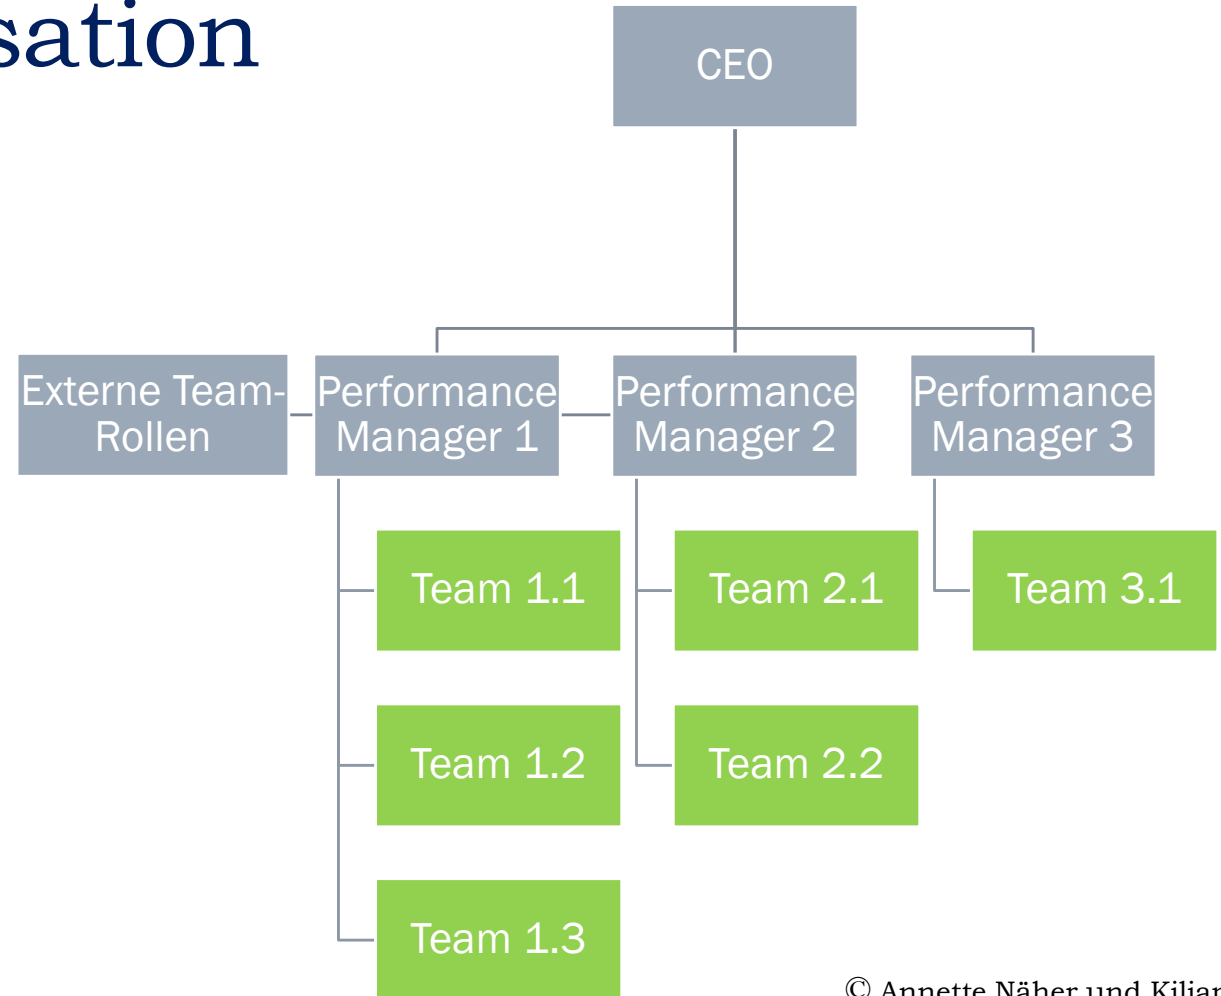 sation
CEO
Externe Team-
Rollen
Performance
Manager 1
Performance
Manager 2
Performance
Manager 3
Team 1.1
Team 2.1
Team 3.1
Team 1.2
Team 2.2
Team 1.3
© Annette Näher und Kilian